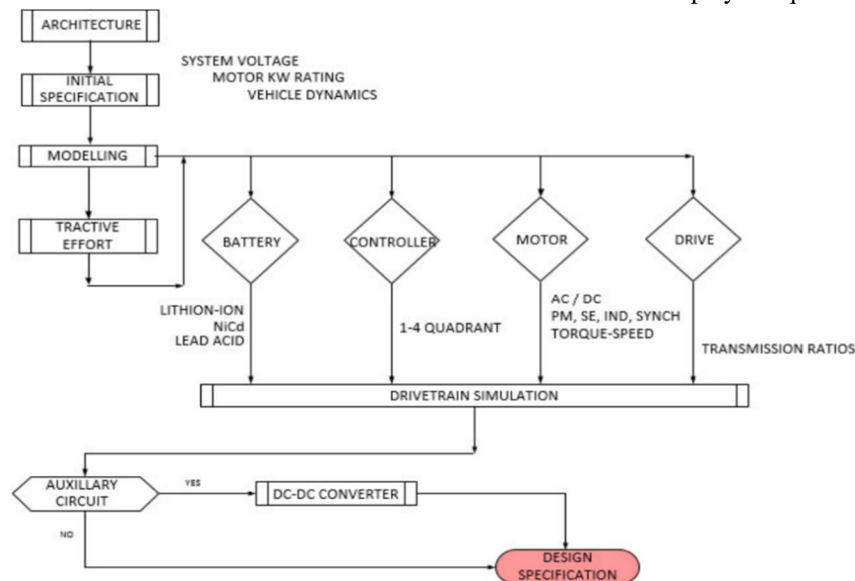 ARCHITECTURE
SYSTEM VOLTAGE
MOTOR KW RATING
VEHICLE DYNAMICS
INITIAL
SPECIFICATION
MODELLING
TRACTIVE
EFFORT
BATTERY
CONTROLLER
MOTOR
DRIVE
LITHION-ION
NiCd
LEAD ACID
1-4 QUADRANT
AC / DC
PM, SE, IND, SYNCH
TORQUE-SPEED
TRANSMISSION RATIOS
DRIVETRAIN SIMULATION
AUXILLARY
CIRCUIT
YES
DC-DC CONVERTER
NO
DESIGN
SPECIFICATION